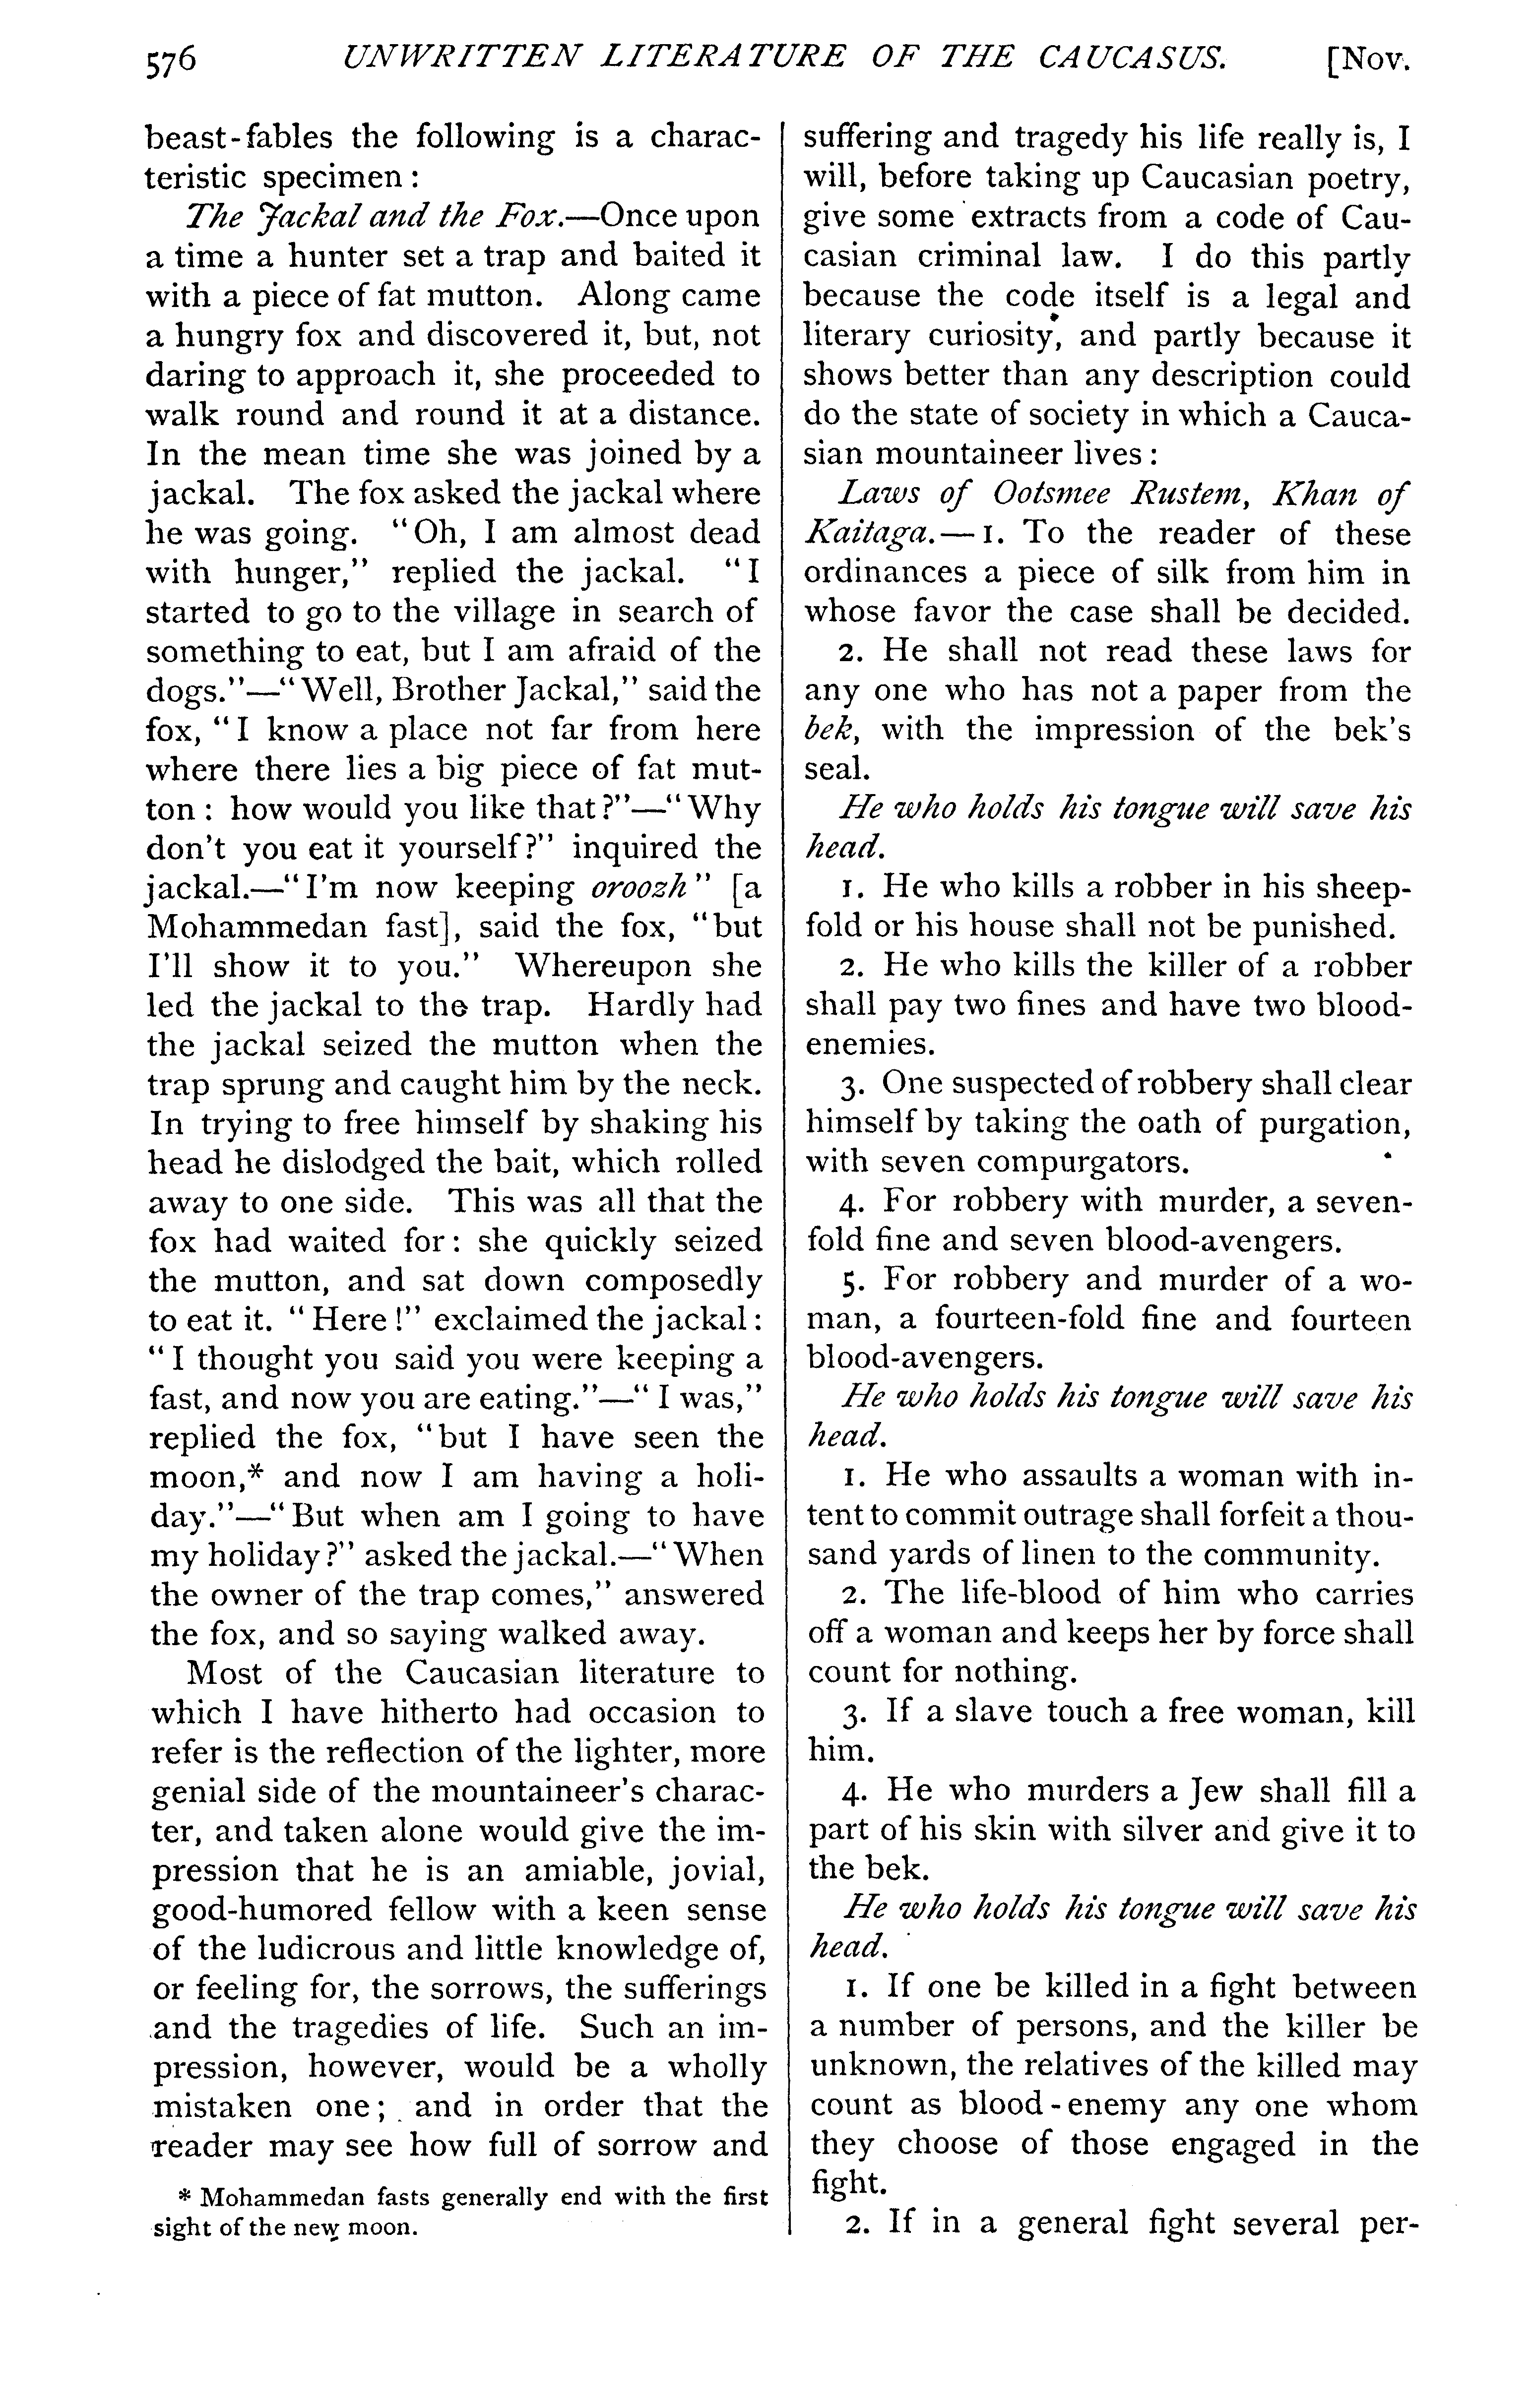 576 UNWRITTEN LITERATURE OF THE CAUCASUS. [Nov.
beast-fables the following is a charac-
teristic specimen :
The Jackal and the Fox.—Once upon
a time a hunter set a trap and baited it
with a piece of fat mutton. Along came
a hungry fox and discovered it, but, not
daring to approach it, she proceeded to
walk round and round it at a distance.
In the mean time she was joined by a
jackal. The fox asked the jackal where
he was going. "Oh, I am almost dead
with hunger," replied the jackal. "I
started to go to the village in search of
something to eat, but I am afraid of the
dogs."—"Well, Brother Jackal," said the
fox, "I know a place not far from here
where there lies a big piece of fat mut-
ton : how would you like that?"—"Why
don't you eat it yourself?" inquired the
jackal.—"I'm now keeping oroozh" [a
Mohammedan fast], said the fox, "but
I'll show it to you." Whereupon she
led the jackal to the trap. Hardly had
the jackal seized the mutton when the
trap sprung and caught him by the neck.
In trying to free himself by shaking his
head he dislodged the bait, which rolled
away to one side. This was all that the
fox had waited for: she quickly seized
the mutton, and sat down composedly
to eat it. "Here!" exclaimed the jackal:
"I thought you said you were keeping a
fast, and now you are eating."—"I was,"
replied the fox, "but I have seen the
moon,* and now I am having a holi-
day."—"But when am I going to have
my holiday?" asked the jackal.—"When
the owner of the trap comes," answered
the fox, and so saying walked away.
Most of the Caucasian literature to
which I have hitherto had occasion to
refer is the reflection of the lighter, more
genial side of the mountaineer's charac-
ter, and taken alone would give the im-
pression that he is an amiable, jovial,
good-humored fellow with a keen sense
of the ludicrous and little knowledge of,
or feeling for, the sorrows, the sufferings
and the tragedies of life. Such an im-
pression, however, would be a wholly
mistaken one; and in order that the
reader may see how full of sorrow and
* Mohammedan fasts generally end with the first
sight of the new moon.
suffering and tragedy his life really is, I
will, before taking up Caucasian poetry,
give some extracts from a code of Cau-
casian criminal law. I do this partly
because the code itself is a legal and
literary curiosity, and partly because it
shows better than any description could
do the state of society in which a Cauca-
sian mountaineer lives :
Laws of Ootsmee Rustem, Khan of
Kaitaga.—1. To the reader of these
ordinances a piece of silk from him in
whose favor the case shall be decided.
2. He shall not read these laws for
any one who has not a paper from the
bek, with the impression of the bek's
seal.
He who holds his tongue will save his
head.
1. He who kills a robber in his sheep-
fold or his house shall not be punished.
2. He who kills the killer of a robber
shall pay two fines and have two blood-
enemies.
3. One suspected of robbery shall clear
himself by taking the oath of purgation,
with seven compurgators.
4. For robbery with murder, a seven-
fold fine and seven blood-avengers.
5. For robbery and murder of a wo-
man, a fourteen-fold fine and fourteen
blood-avengers.
He who holds his tongue will save his
head.
1. He who assaults a woman with in-
tent to commit outrage shall forfeit a thou-
sand yards of linen to the community.
2. The life-blood of him who carries
off a woman and keeps her by force shall
count for nothing.
3. If a slave touch a free woman, kill
him.
4. He who murders a Jew shall fill a
part of his skin with silver and give it to
the bek.
He who holds his tongue will save his
head.
1. If one be killed in a fight between
a number of persons, and the killer be
unknown, the relatives of the killed may
count as blood-enemy any one whom
they choose of those engaged in the
fight.
2. If in a general fight several per-